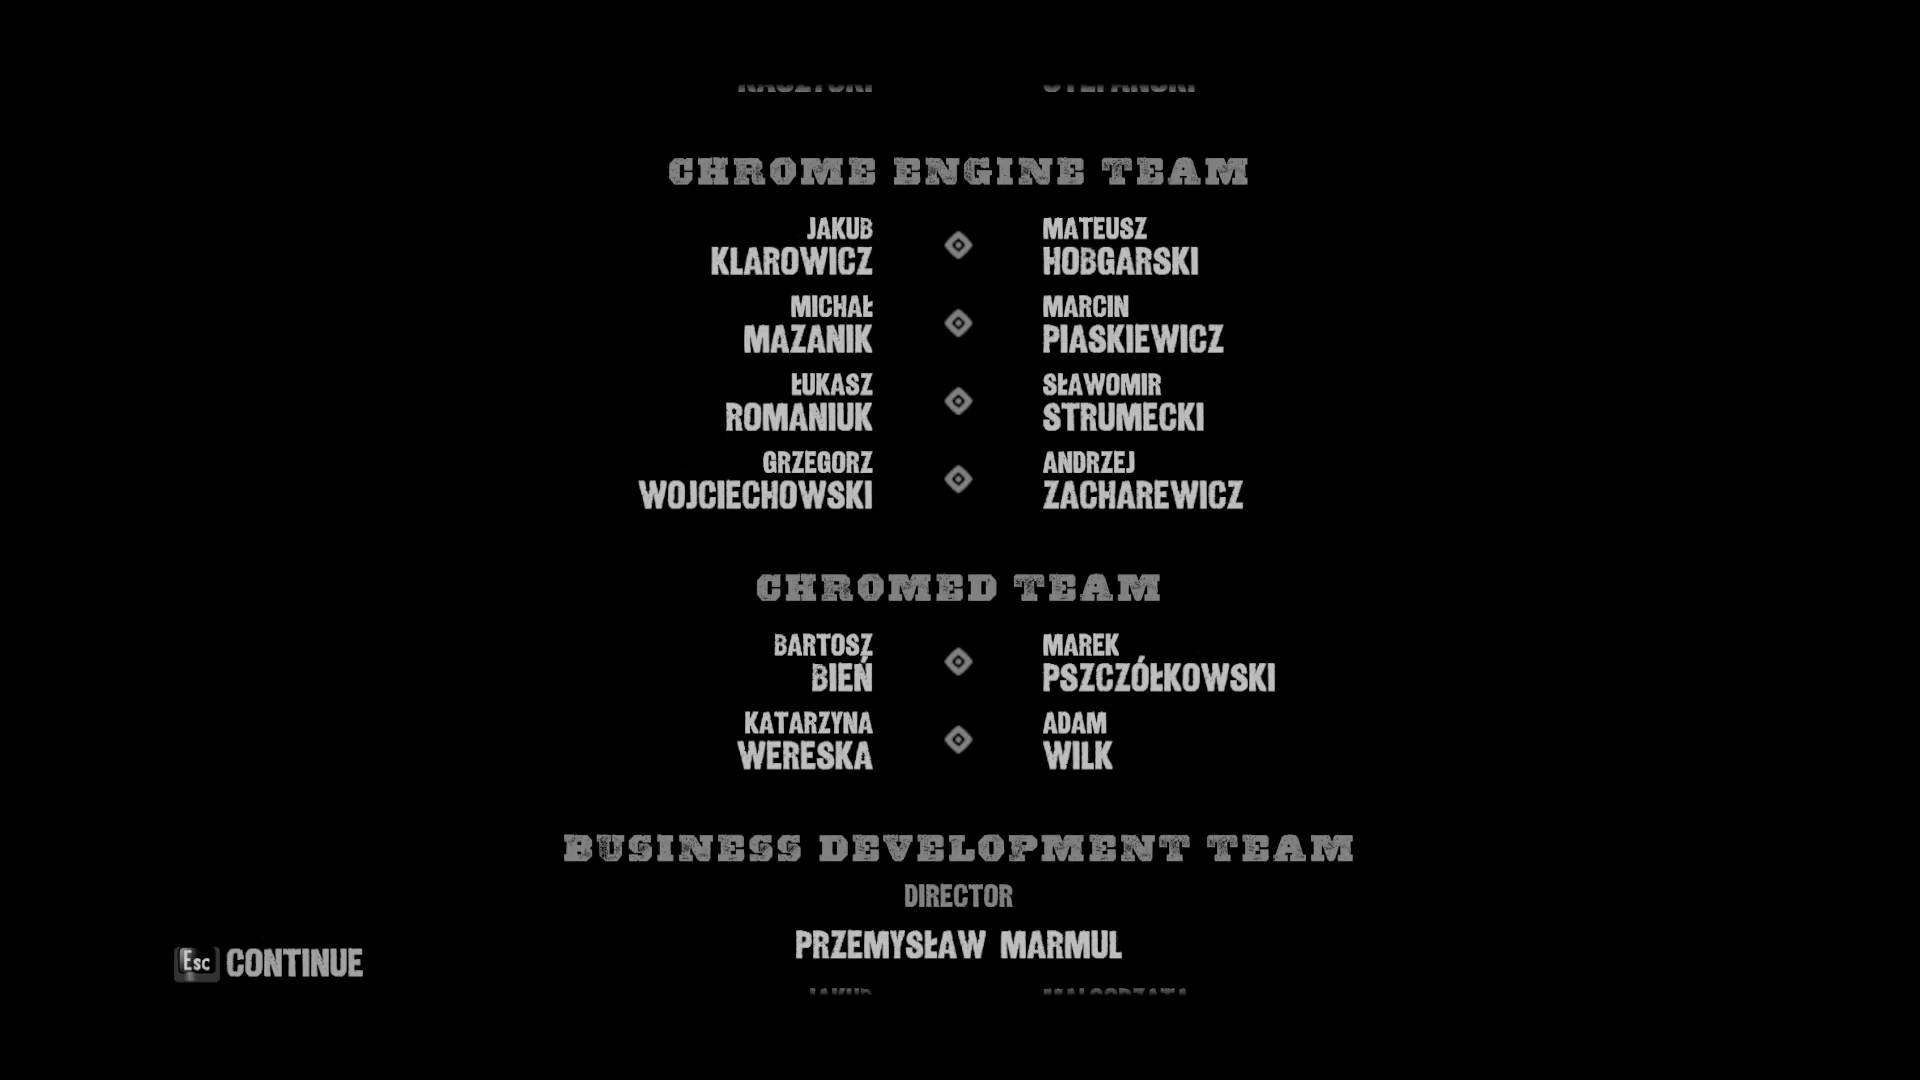 CHROME ENGINE TEAM
JAKUB KLAROWICZ
MATEUSZ HOBGARSKI
MICHAŁ MAZANIK
MARCIN PIASKIEWICZ
ŁUKASZ ROMANIUK
SŁAWOMIR STRUMECKI
GRZEGORZ WOJCIECHOWSKI
ANDRZEJ ZACHAREWICZ
CHROMED TEAM
BARTOSZ BIEŃ
MAREK PSZCZÓŁKOWSKI
KATARZYNA WERESKA
ADAM WILK
BUSINESS DEVELOPMENT TEAM
DIRECTOR
PRZEMYSŁAW MARMUL
Esc CONTINUE